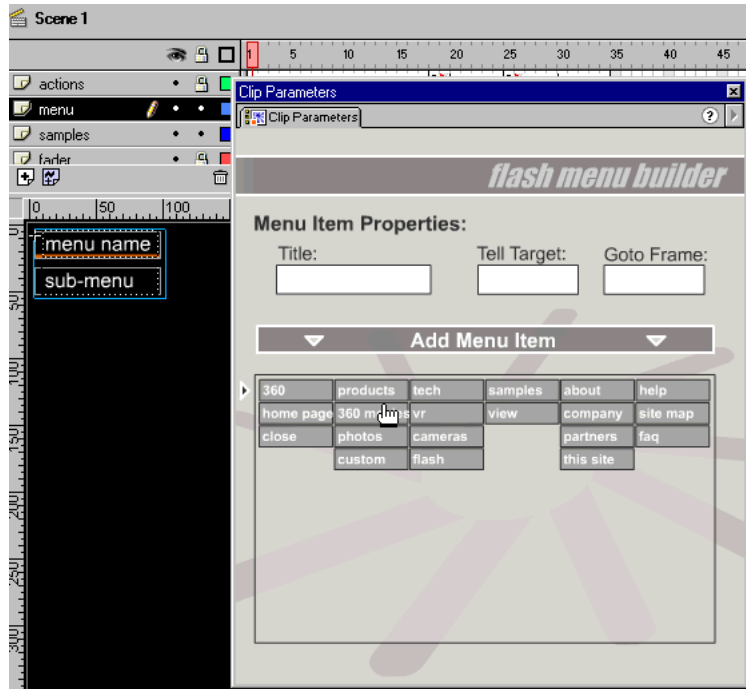 Scene 1
1 5 10 15 20 25 30 35 40 45
actions
menu
samples
fader
Clip Parameters
Clip Parameters
?
0 50 100
50
100
150
200
250
300
menu name
sub-menu
flash menu builder
Menu Item Properties:
Title: Tell Target: Goto Frame:
Add Menu Item
360 products tech samples about help
home page 360 m s vr view company site map
close photos cameras partners faq
custom flash this site